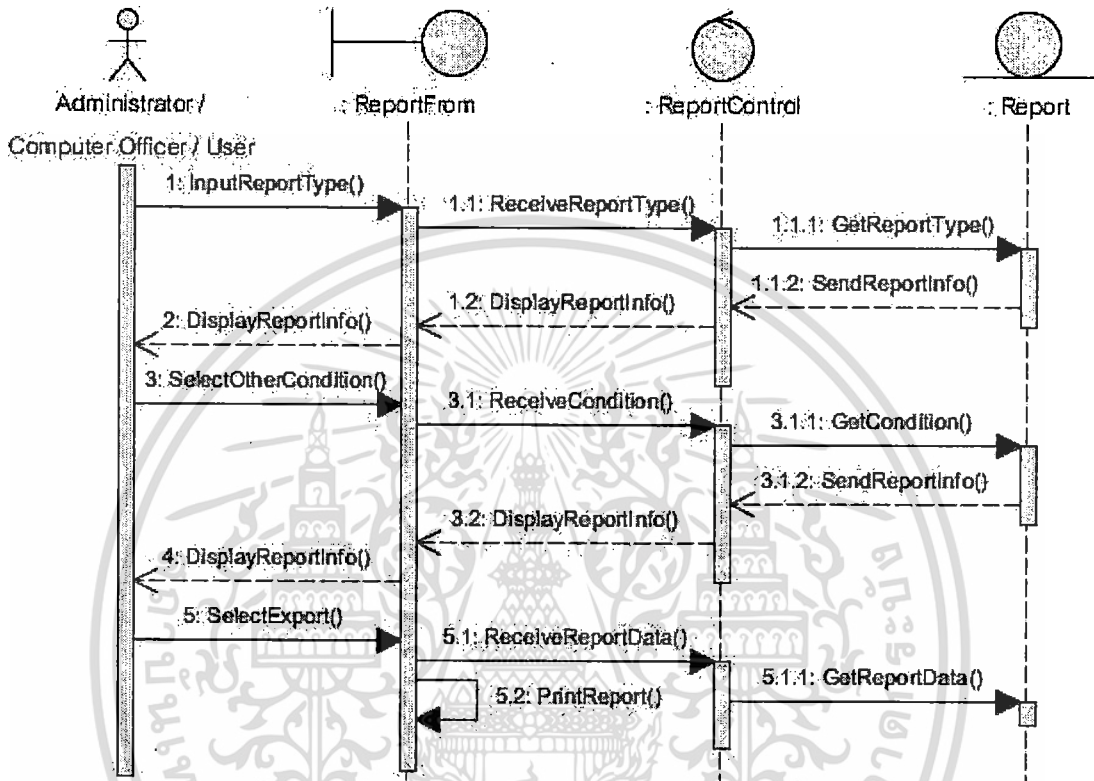 Administrator /
Computer Officer / User
: ReportFrom
: ReportControl
: Report
1: InputReportType()
1.1: ReceiveReportType()
1.1.1: GetReportType()
1.1.2: SendReportInfo()
1.2: DisplayReportInfo()
2: DisplayReportInfo()
3: SelectOtherCondition()
3.1: ReceiveCondition()
3.1.1: GetCondition()
3.1.2: SendReportInfo()
3.2: DisplayReportInfo()
4: DisplayReportInfo()
5: SelectExport()
5.1: ReceiveReportData()
5.1.1: GetReportData()
5.2: PrintReport()